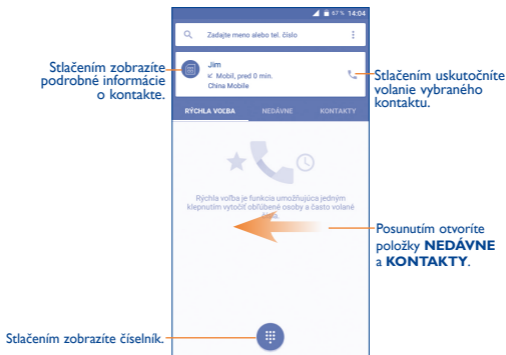 67% 14:04
Zadajte meno alebo tel. číslo
Jim
Mobil, pred 0 min.
China Mobile
Stlačením zobrazíte
podrobné informácie
o kontakte.
Stlačením uskutočníte
volanie vybraného
kontaktu.
RÝCHLA VOĽBA NEDÁVNE KONTAKTY
Rýchla voľba je funkcia umožňujúca jedným
klepnutím vytočiť obľúbené osoby a často volané
Posunutím otvoríte
položky NEDÁVNE
a KONTAKTY.
Stlačením zobrazíte číselník.